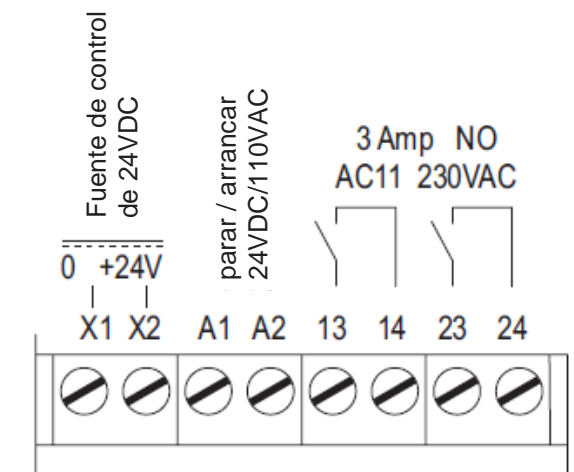 Fuente de control
de 24VDC
parar / arrancar
24VDC/110VAC
3 Amp NO
AC11 230VAC
0 +24V
X1 X2 A1 A2 13 14 23 24